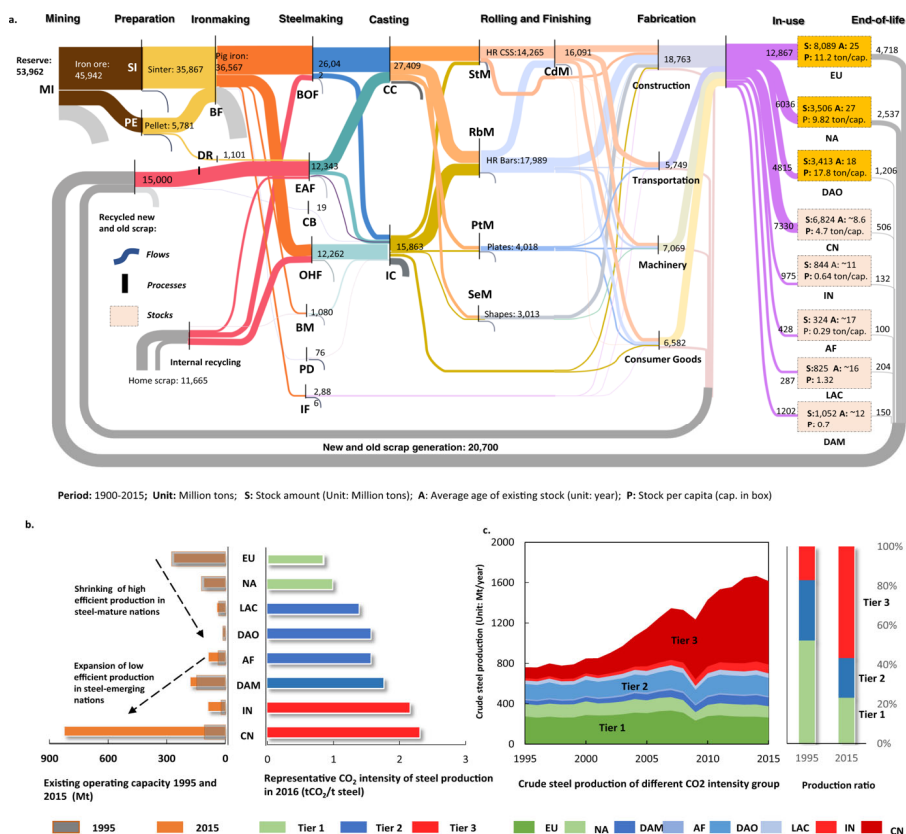 a.
Mining Preparation Ironmaking Steelmaking Casting Rolling and Finishing Fabrication In-use End-of-life
Reserve: 53,962
MI
Iron ore: 45,942
SI
Sinter: 35,867
PE
Pellet: 5,781
Pig iron: 36,567
BF
DR
1,101
15,000
26,04
2
BOF
12,343
EAF
19
CB
12,262
OHF
1,080
BM
76
PD
2,88
6
IF
27,409
CC
15,863
IC
HR CSS:14,265
StM
16,091
CdM
RbM
HR Bars:17,989
PtM
Plates: 4,018
SeM
Shapes: 3,013
18,763
Construction
5,749
Transportation
7,069
Machinery
6,582
Consumer Goods
12,867
S: 8,089 A: 25
P: 11.2 ton/cap.
4,718
EU
6036
S:3,506 A: 27
P: 9.82 ton/cap.
2,537
NA
4815
S:3,413 A: 18
P: 17.8 ton/cap.
1,206
DAO
7330
S:6,824 A: ~8.6
P: 4.7 ton/cap.
506
CN
975
S: 844 A: ~11
P: 0.64 ton/cap.
132
IN
428
S: 324 A: ~17
P: 0.29 ton/cap.
100
AF
287
S:825 A: ~16
P: 1.32
204
LAC
1202
S:1,052 A: ~12
P: 0.7
150
DAM
Recycled new and old scrap:
Flows
Processes
Stocks
Internal recycling
Home scrap: 11,665
New and old scrap generation: 20,700
Period: 1900-2015; Unit: Million tons; S: Stock amount (Unit: Million tons); A: Average age of existing stock (unit: year); P: Stock per capita (cap. in box)
b.
Shrinking of high
efficient production in
steel-mature nations
Expansion of low
efficient production
in steel-emerging
nations
EU
NA
LAC
DAO
AF
DAM
IN
CN
900 600 300 0
0 1 2 3
Existing operating capacity 1995 and
2015 (Mt)
Representative CO2 intensity of steel production
in 2016 (tCO2/t steel)
1995 2015 Tier 1 Tier 2 Tier 3
c.
Crude steel production (Unit: Mt/year)
2000
1600
1200
800
400
0
Tier 3
Tier 2
Tier 1
1995 2000 2005 2010 2015
Crude steel production of different CO2 intensity group
100%
80%
60%
40%
20%
0%
Tier 3
Tier 2
Tier 1
1995
2015
Production ratio
EU NA DAM AF DAO LAC IN CN